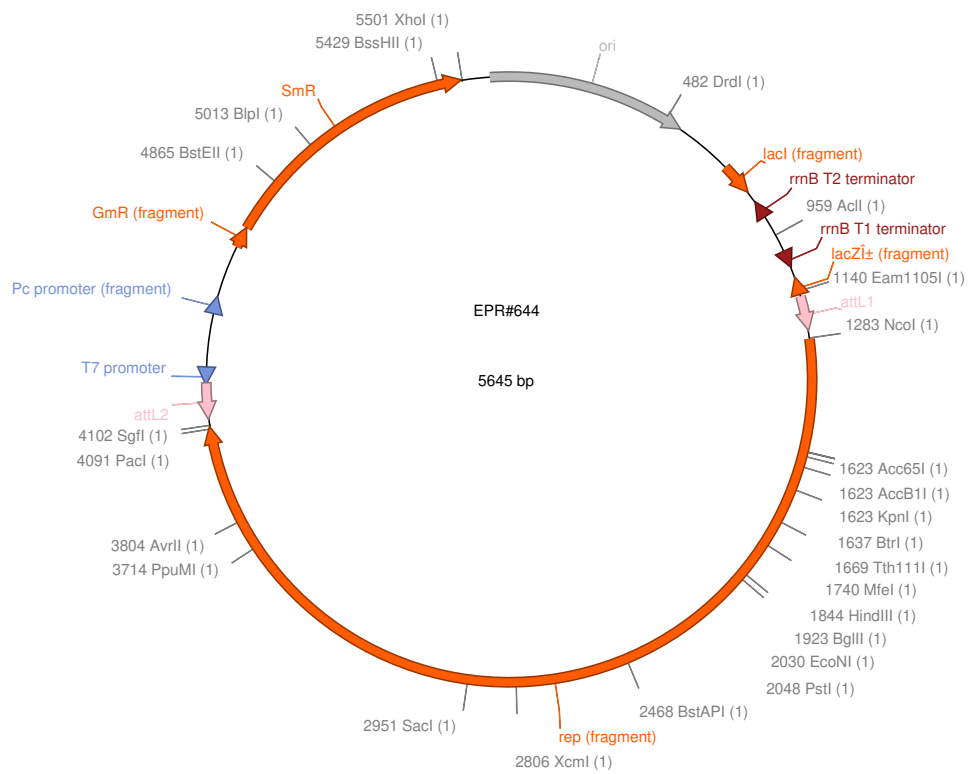 5501 XhoI (1)
5429 BssHII (1)
ori
482 DrdI (1)
SmR
5013 BlpI (1)
4865 BstEII (1)
lacI (fragment)
rrnB T2 terminator
959 AclI (1)
GmR (fragment)
rrnB T1 terminator
lacZÎ± (fragment)
1140 Eam1105I (1)
Pc promoter (fragment)
attL1
EPR#644
1283 NcoI (1)
T7 promoter
5645 bp
attL2
4102 SgfI (1)
4091 PacI (1)
1623 Acc65I (1)
1623 AccB1I (1)
1623 KpnI (1)
1637 BtrI (1)
3804 AvrII (1)
1669 Tth111I (1)
3714 PpuMI (1)
1740 MfeI (1)
1844 HindIII (1)
1923 BglII (1)
2030 EcoNI (1)
2048 PstI (1)
2468 BstAPI (1)
2951 SacI (1)
rep (fragment)
2806 XcmI (1)